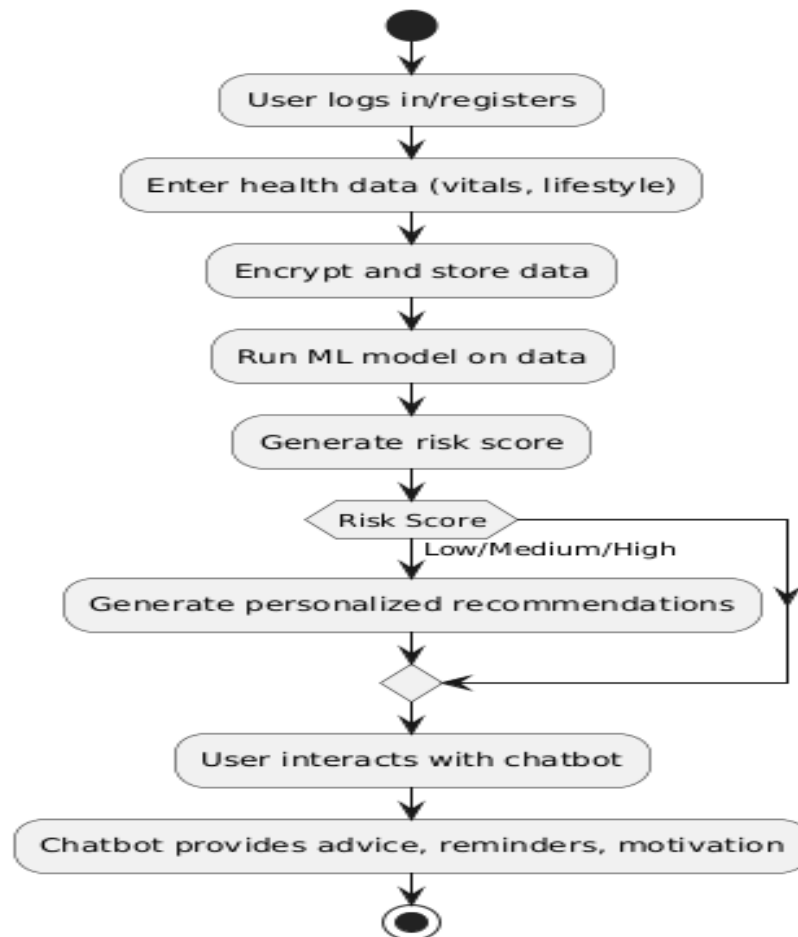 User logs in/registers
Enter health data (vitals, lifestyle)
Encrypt and store data
Run ML model on data
Generate risk score
Risk Score
Low/Medium/High
Generate personalized recommendations
User interacts with chatbot
Chatbot provides advice, reminders, motivation